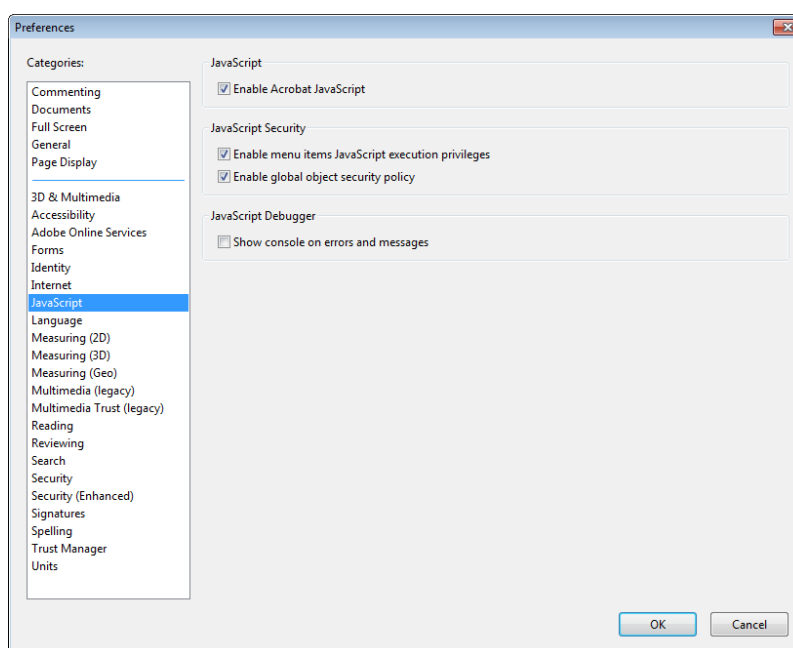 Preferences
Categories:
Commenting
Documents
Full Screen
General
Page Display
3D & Multimedia
Accessibility
Adobe Online Services
Forms
Identity
Internet
JavaScript
Language
Measuring (2D)
Measuring (3D)
Measuring (Geo)
Multimedia (legacy)
Multimedia Trust (legacy)
Reading
Reviewing
Search
Security
Security (Enhanced)
Signatures
Spelling
Trust Manager
Units
JavaScript
Enable Acrobat JavaScript
JavaScript Security
Enable menu items JavaScript execution privileges
Enable global object security policy
JavaScript Debugger
Show console on errors and messages
OK
Cancel